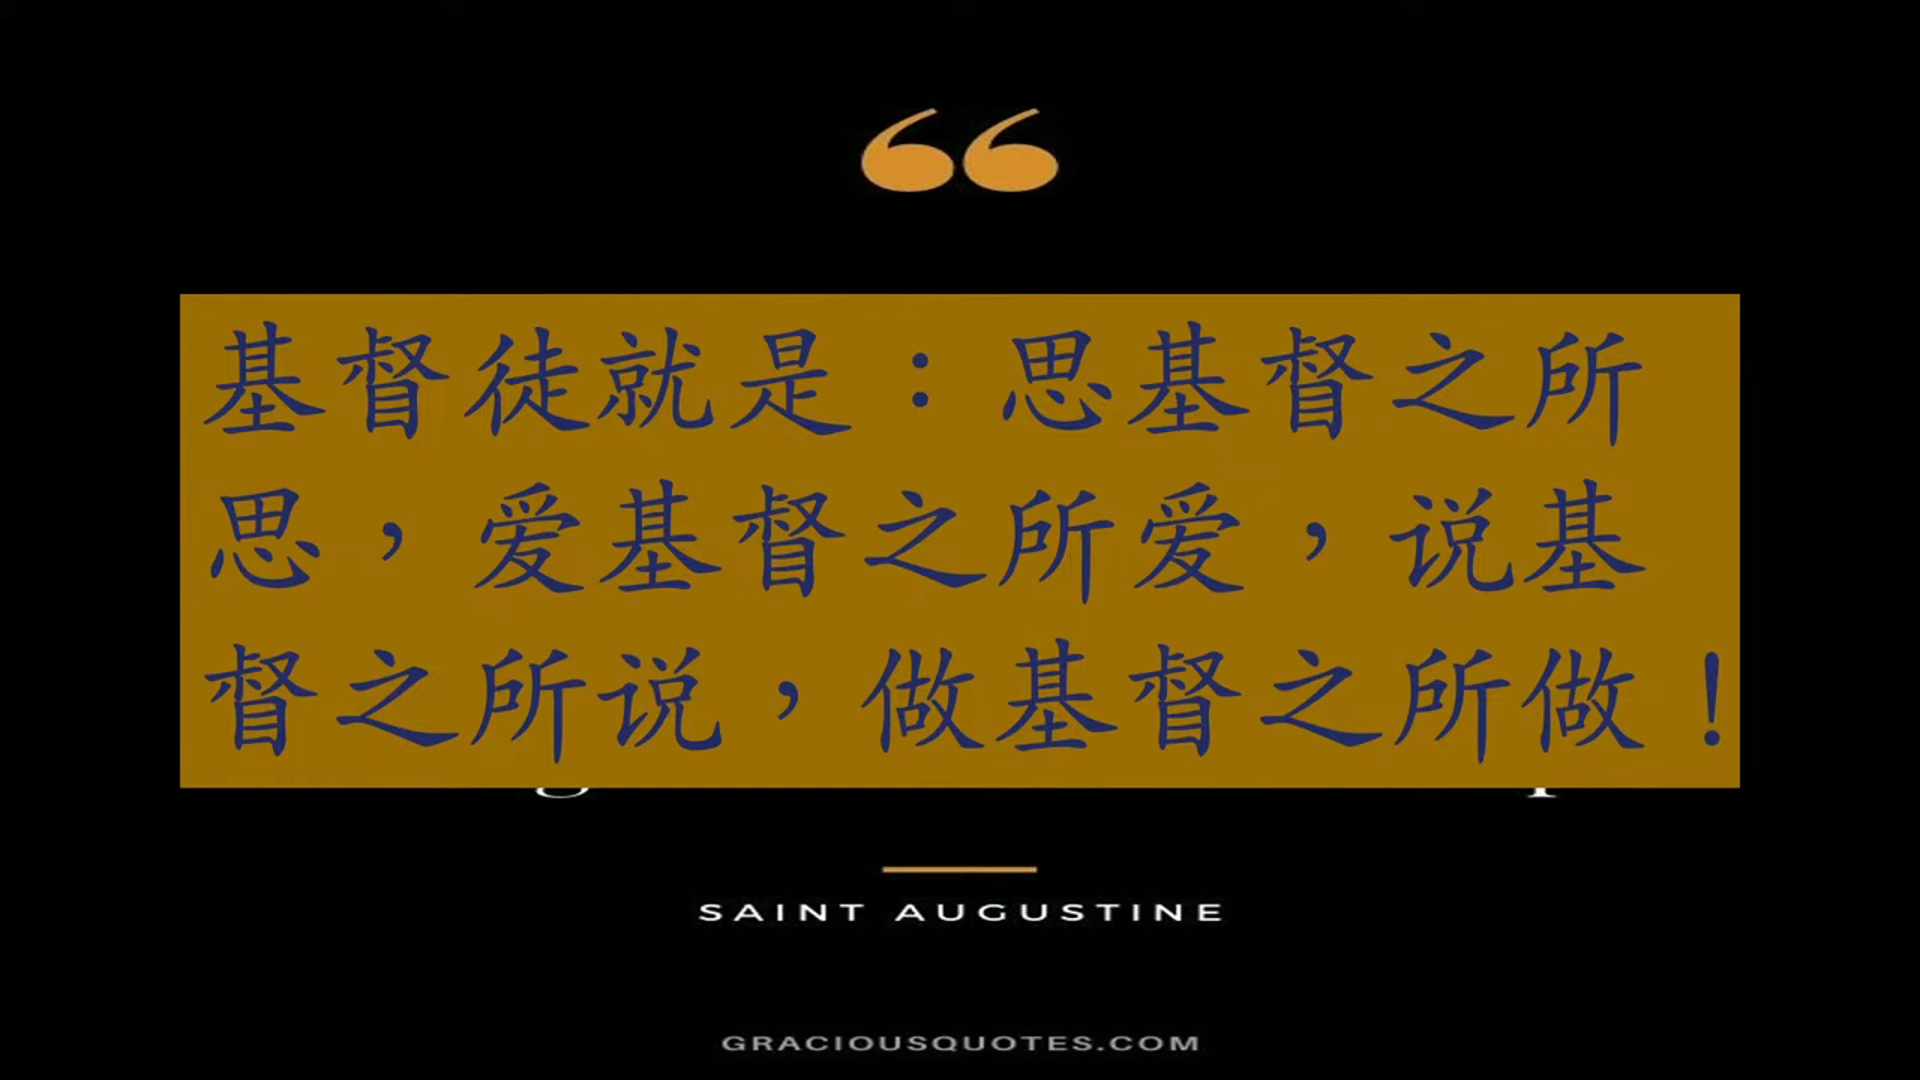 基督徒就是：思基督之所
思，爱基督之所爱，说基
督之所说，做基督之所做！
SAINT AUGUSTINE
GRACIOUSQUOTES.COM